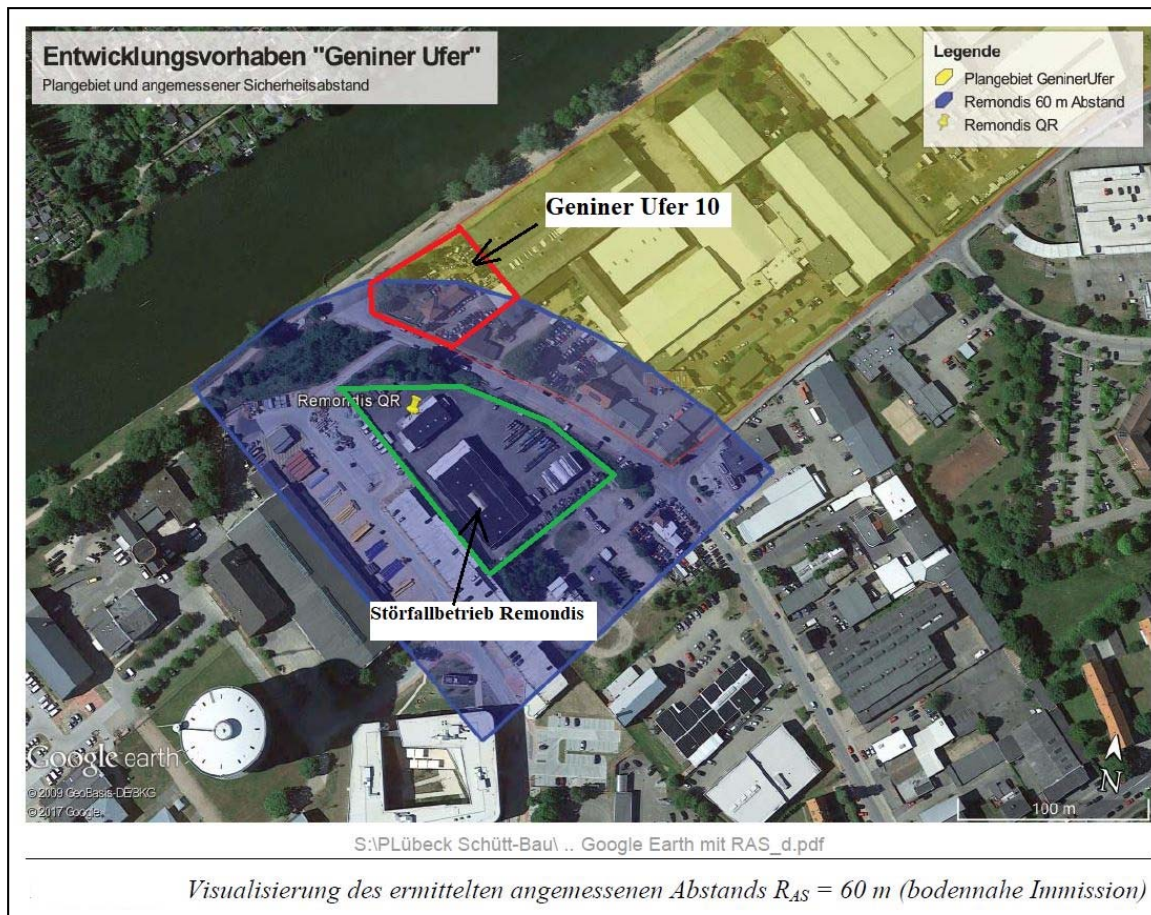 Entwicklungsvorhaben "Geniner Ufer"
Plangebiet und angemessener Sicherheitsabstand
Legende
Plangebiet GeninerUfer
Remondis 60 m Abstand
Remondis QR
Geniner Ufer 10
Remondis QR
Störfallbetrieb Remondis
Google earth
© 2009 GeoBasis-DE/BKG
© 2017 Google
N
100 m
S:\PLübeck Schütt-Bau\ .. Google Earth mit RAS_d.pdf
Visualisierung des ermittelten angemessenen Abstands RAS = 60 m (bodennahe Immission)